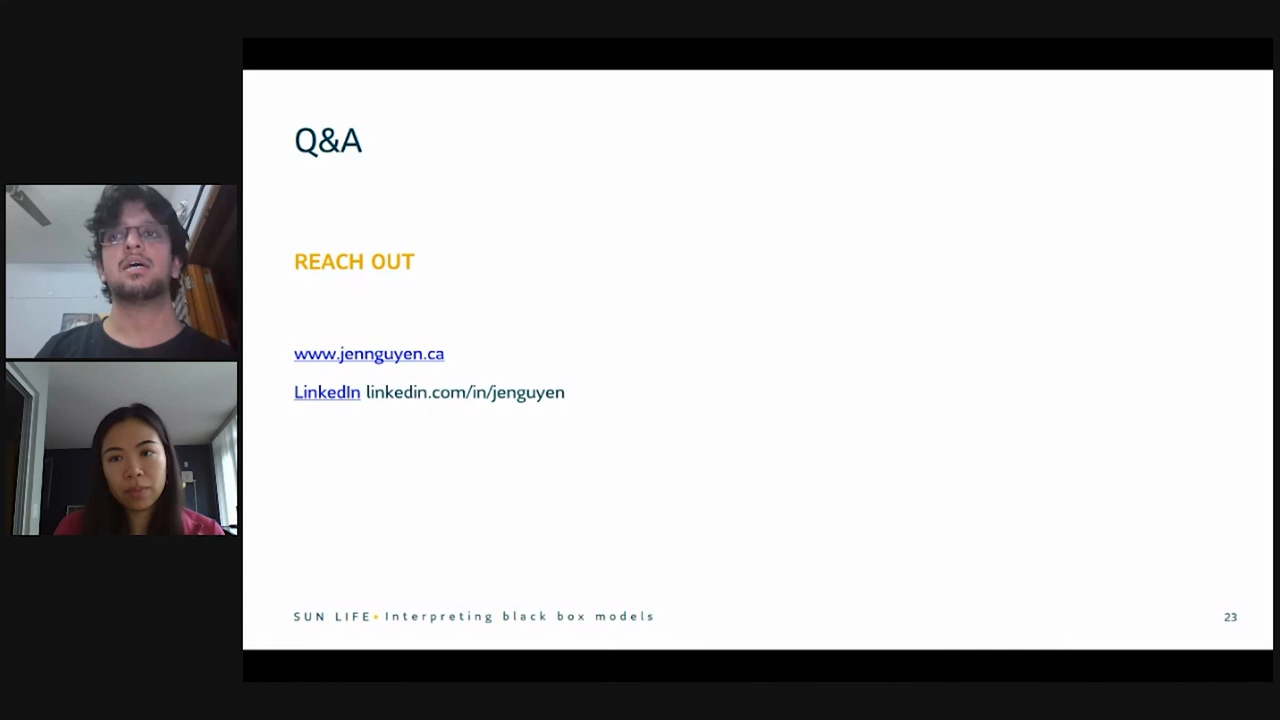 Q&A
REACH OUT
www.jennguyen.ca
LinkedIn linkedin.com/in/jenguyen
SUN LIFE • Interpreting black box models
23